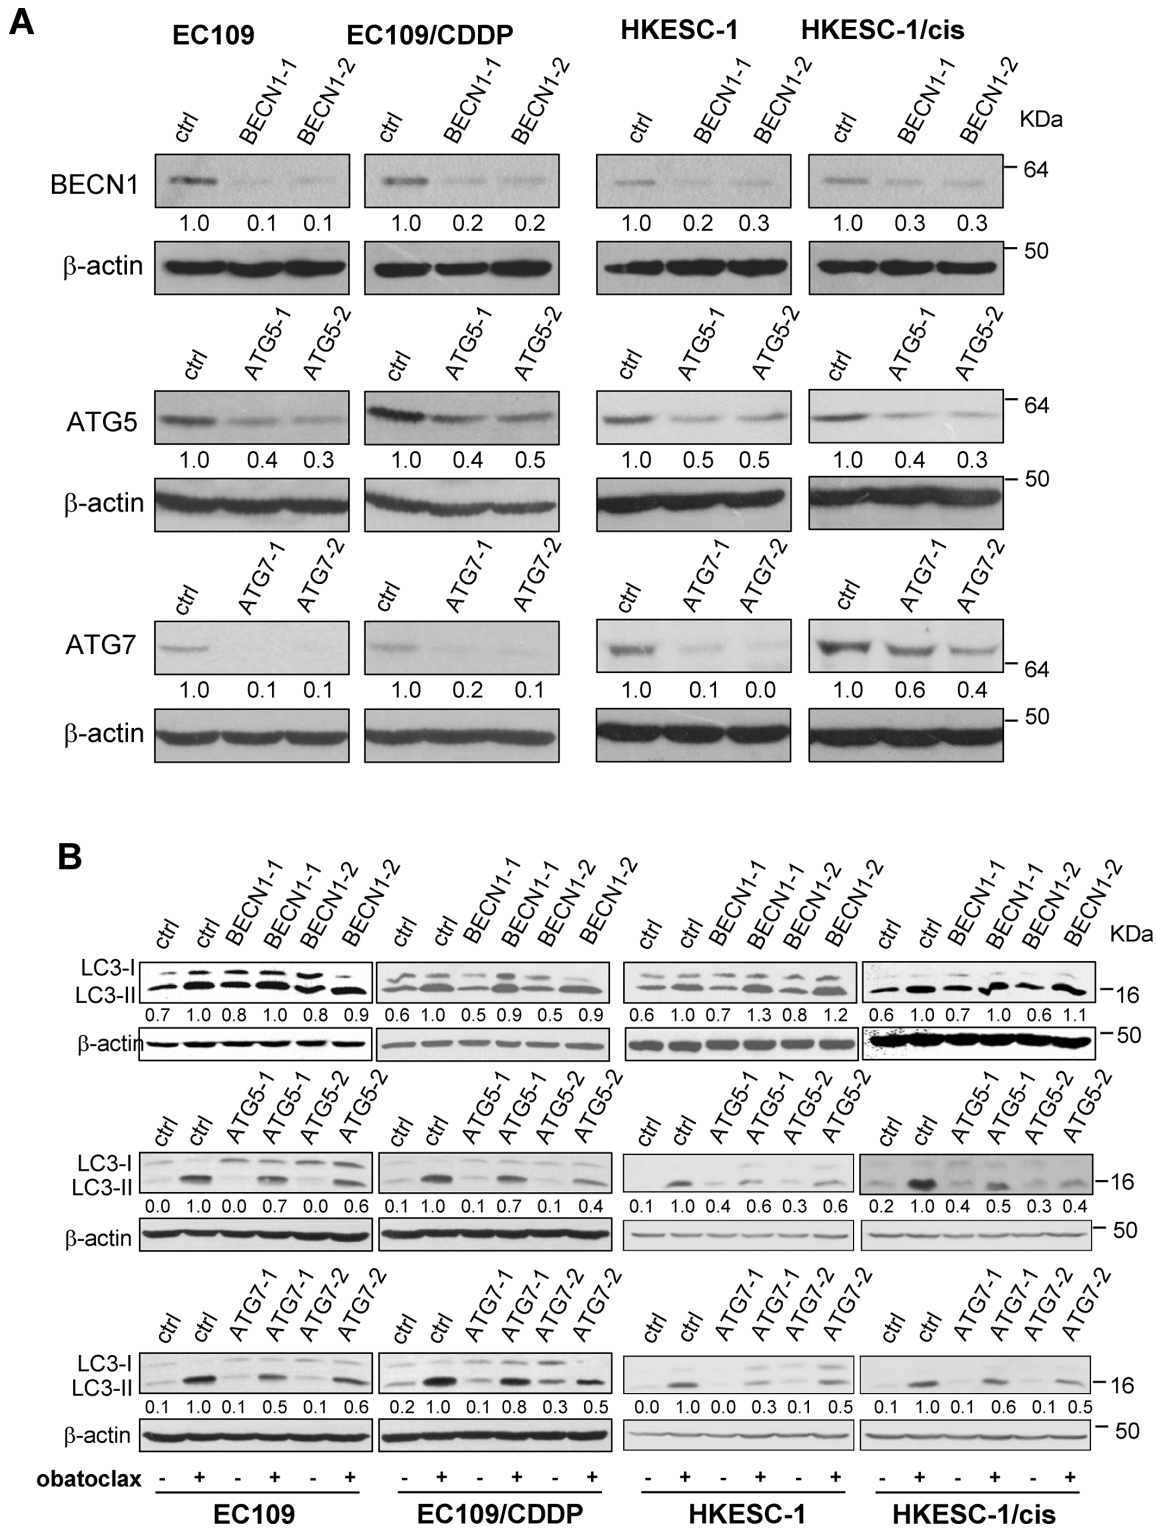 A
EC109 EC109/CDDP HKESC-1 HKESC-1/cis
ctrl BECN1-1 BECN1-2 ctrl BECN1-1 BECN1-2 ctrl BECN1-1 BECN1-2 ctrl BECN1-1 BECN1-2 KDa
BECN1 64
1.0 0.1 0.1 1.0 0.2 0.2 1.0 0.2 0.3 1.0 0.3 0.3
β-actin 50
ctrl ATG5-1 ATG5-2 ctrl ATG5-1 ATG5-2 ctrl ATG5-1 ATG5-2 ctrl ATG5-1 ATG5-2
ATG5 64
1.0 0.4 0.3 1.0 0.4 0.5 1.0 0.5 0.5 1.0 0.4 0.3
β-actin 50
ctrl ATG7-1 ATG7-2 ctrl ATG7-1 ATG7-2 ctrl ATG7-1 ATG7-2 ctrl ATG7-1 ATG7-2
ATG7 64
1.0 0.1 0.1 1.0 0.2 0.1 1.0 0.1 0.0 1.0 0.6 0.4
β-actin 50
B
ctrl ctrl BECN1-1 BECN1-1 BECN1-2 BECN1-2 ctrl ctrl BECN1-1 BECN1-1 BECN1-2 BECN1-2 ctrl ctrl BECN1-1 BECN1-1 BECN1-2 BECN1-2 ctrl ctrl BECN1-1 BECN1-1 BECN1-2 BECN1-2 KDa
LC3-I
LC3-II 16
0.7 1.0 0.8 1.0 0.8 0.9 0.6 1.0 0.5 0.9 0.5 0.9 0.6 1.0 0.7 1.3 0.8 1.2 0.6 1.0 0.7 1.0 0.6 1.1
β-actin 50
ctrl ctrl ATG5-1 ATG5-1 ATG5-2 ATG5-2 ctrl ctrl ATG5-1 ATG5-1 ATG5-2 ATG5-2 ctrl ctrl ATG5-1 ATG5-1 ATG5-2 ATG5-2 ctrl ctrl ATG5-1 ATG5-1 ATG5-2 ATG5-2
LC3-I
LC3-II 16
0.0 1.0 0.0 0.7 0.0 0.6 0.1 1.0 0.1 0.7 0.1 0.4 0.1 1.0 0.4 0.6 0.3 0.6 0.2 1.0 0.4 0.5 0.3 0.4
β-actin 50
ctrl ctrl ATG7-1 ATG7-1 ATG7-2 ATG7-2 ctrl ctrl ATG7-1 ATG7-1 ATG7-2 ATG7-2 ctrl ctrl ATG7-1 ATG7-1 ATG7-2 ATG7-2 ctrl ctrl ATG7-1 ATG7-1 ATG7-2 ATG7-2
LC3-I
LC3-II 16
0.1 1.0 0.1 0.5 0.1 0.6 0.2 1.0 0.1 0.8 0.3 0.5 0.0 1.0 0.0 0.3 0.1 0.5 0.1 1.0 0.1 0.6 0.1 0.5
β-actin 50
obatoclax - + - + - + - + - + - + - + - + - + - + - + - +
EC109 EC109/CDDP HKESC-1 HKESC-1/cis